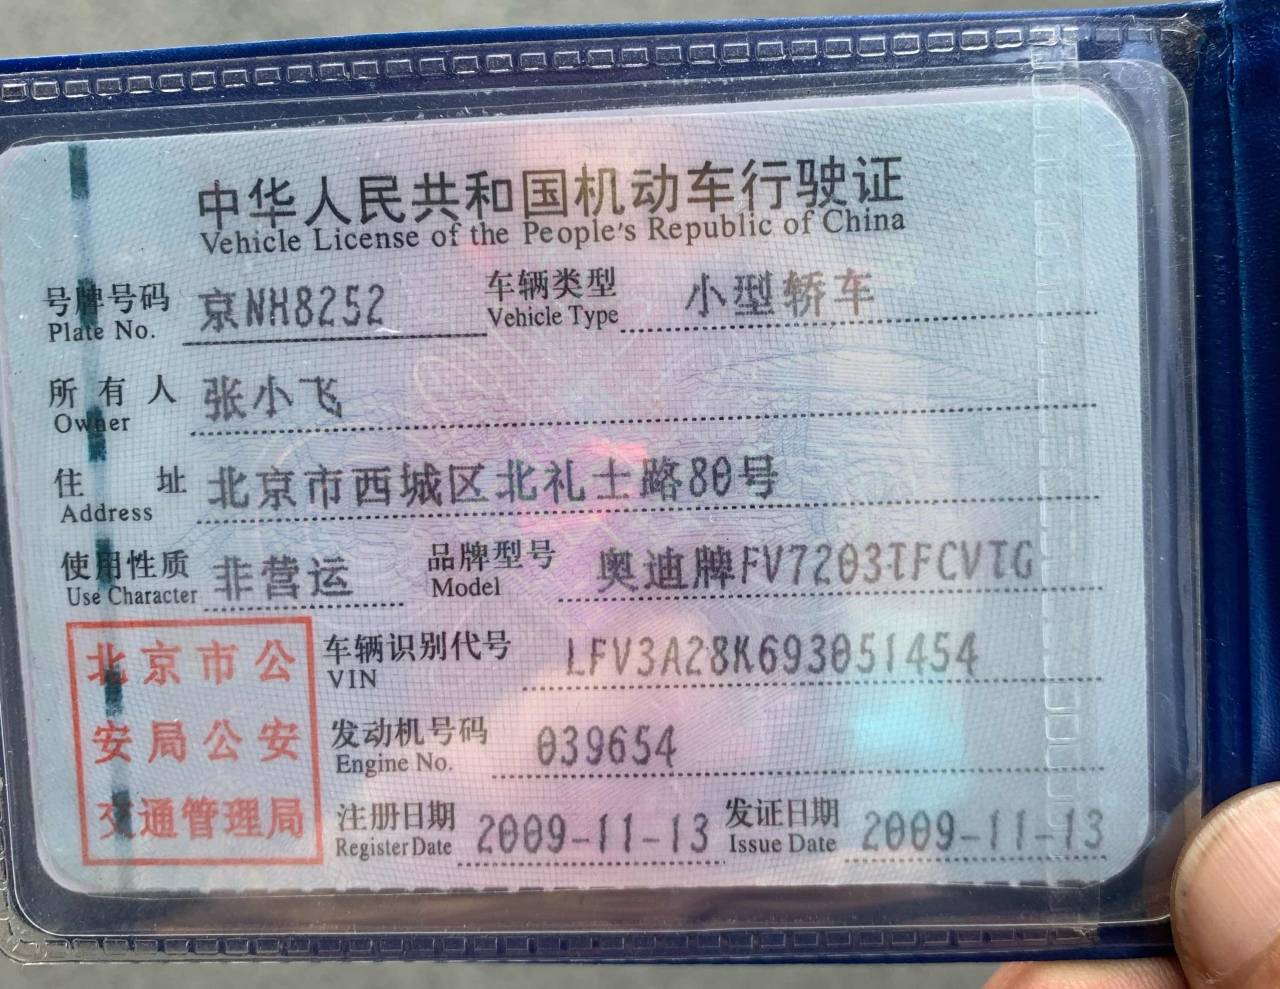 中华人民共和国机动车行驶证
Vehicle License of the People's Republic of China
号牌号码 京NH8252 车辆类型 小型轿车
Plate No. Vehicle Type
所有人 张小飞
Owner
住址 北京市西城区北礼士路80号
Address
使用性质 非营运 品牌型号 奥迪牌FV7203TFCVTG
Use Character Model
北京市公
安局公安
交通管理局
车辆识别代号 LFV3A28K693051454
VIN
发动机号码 039654
Engine No.
注册日期 2009-11-13 发证日期 2009-11-13
Register Date Issue Date